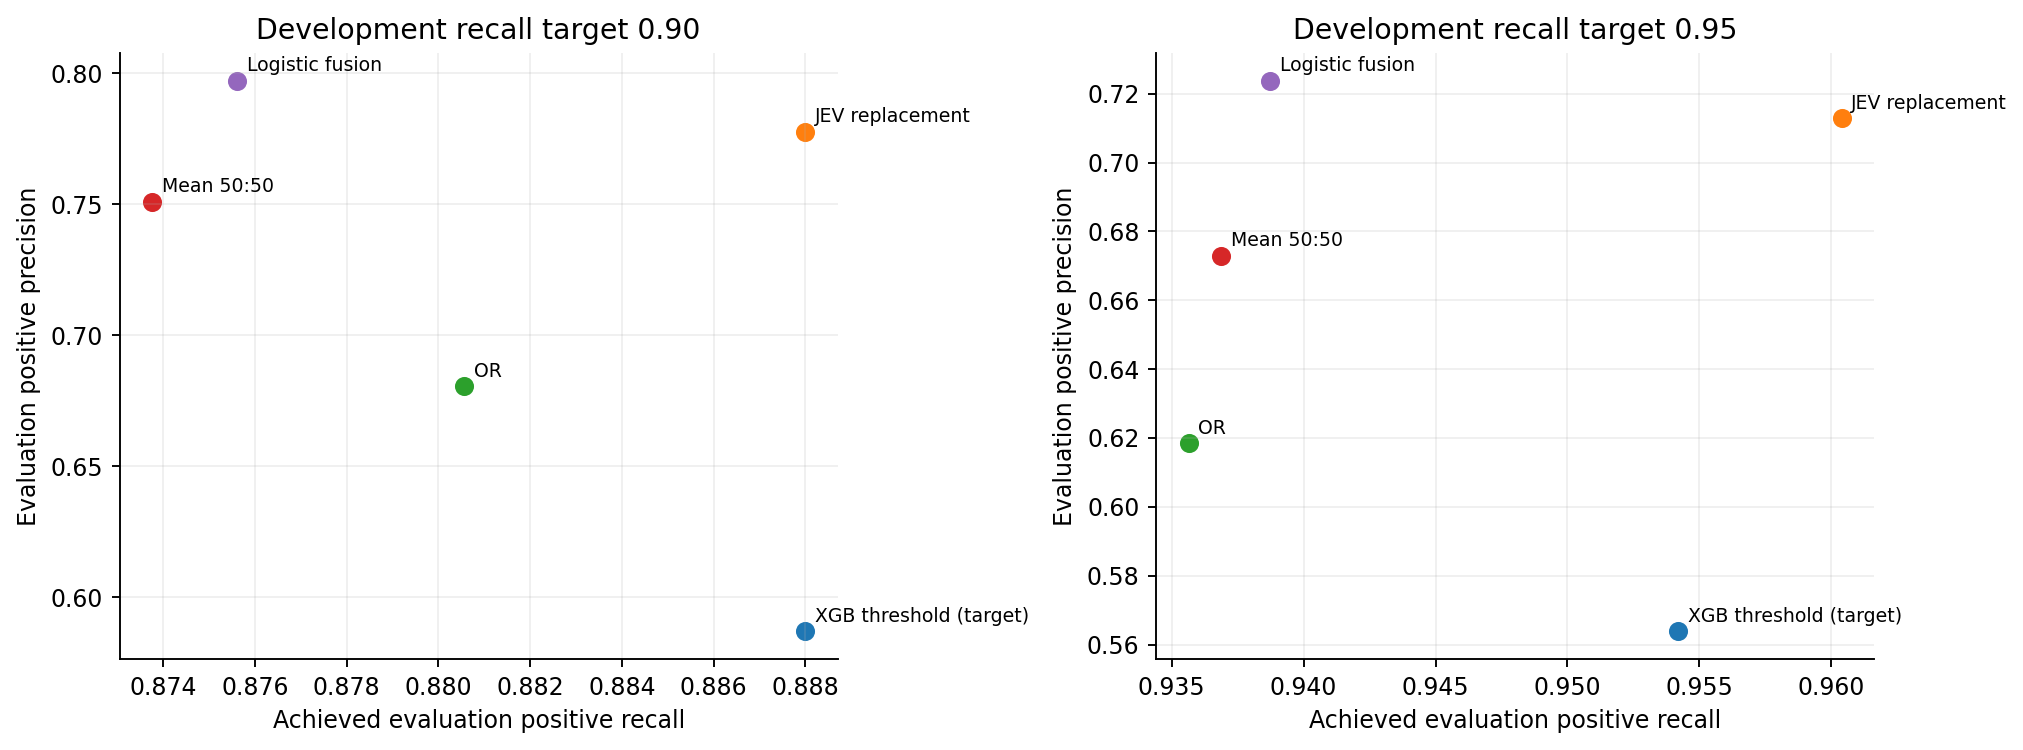 Development recall target 0.90
Evaluation positive precision
0.80
0.75
0.70
0.65
0.60
Logistic fusion
JEV replacement
Mean 50:50
OR
XGB threshold (target)
0.874 0.876 0.878 0.880 0.882 0.884 0.886 0.888
Achieved evaluation positive recall
Development recall target 0.95
Evaluation positive precision
0.72
0.70
0.68
0.66
0.64
0.62
0.60
0.58
0.56
Logistic fusion
JEV replacement
Mean 50:50
OR
XGB threshold (target)
0.935 0.940 0.945 0.950 0.955 0.960
Achieved evaluation positive recall